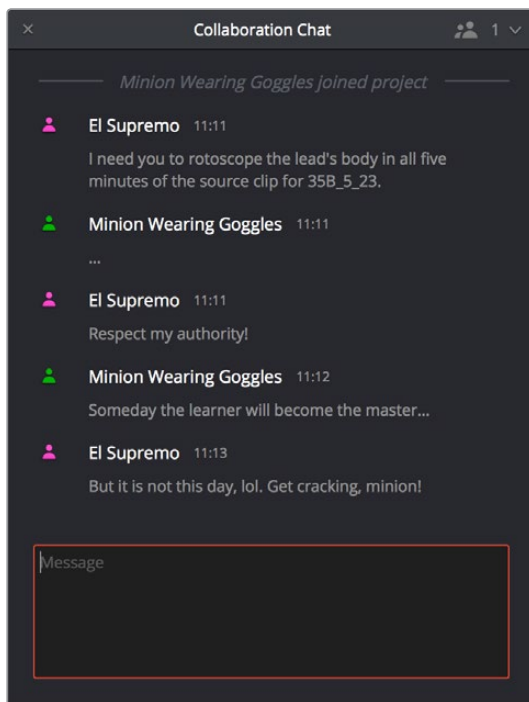 Collaboration Chat
1
Minion Wearing Goggles joined project
El Supremo 11:11
I need you to rotoscope the lead's body in all five
minutes of the source clip for 35B_5_23.
Minion Wearing Goggles 11:11
...
El Supremo 11:11
Respect my authority!
Minion Wearing Goggles 11:12
Someday the learner will become the master...
El Supremo 11:13
But it is not this day, lol. Get cracking, minion!
Message